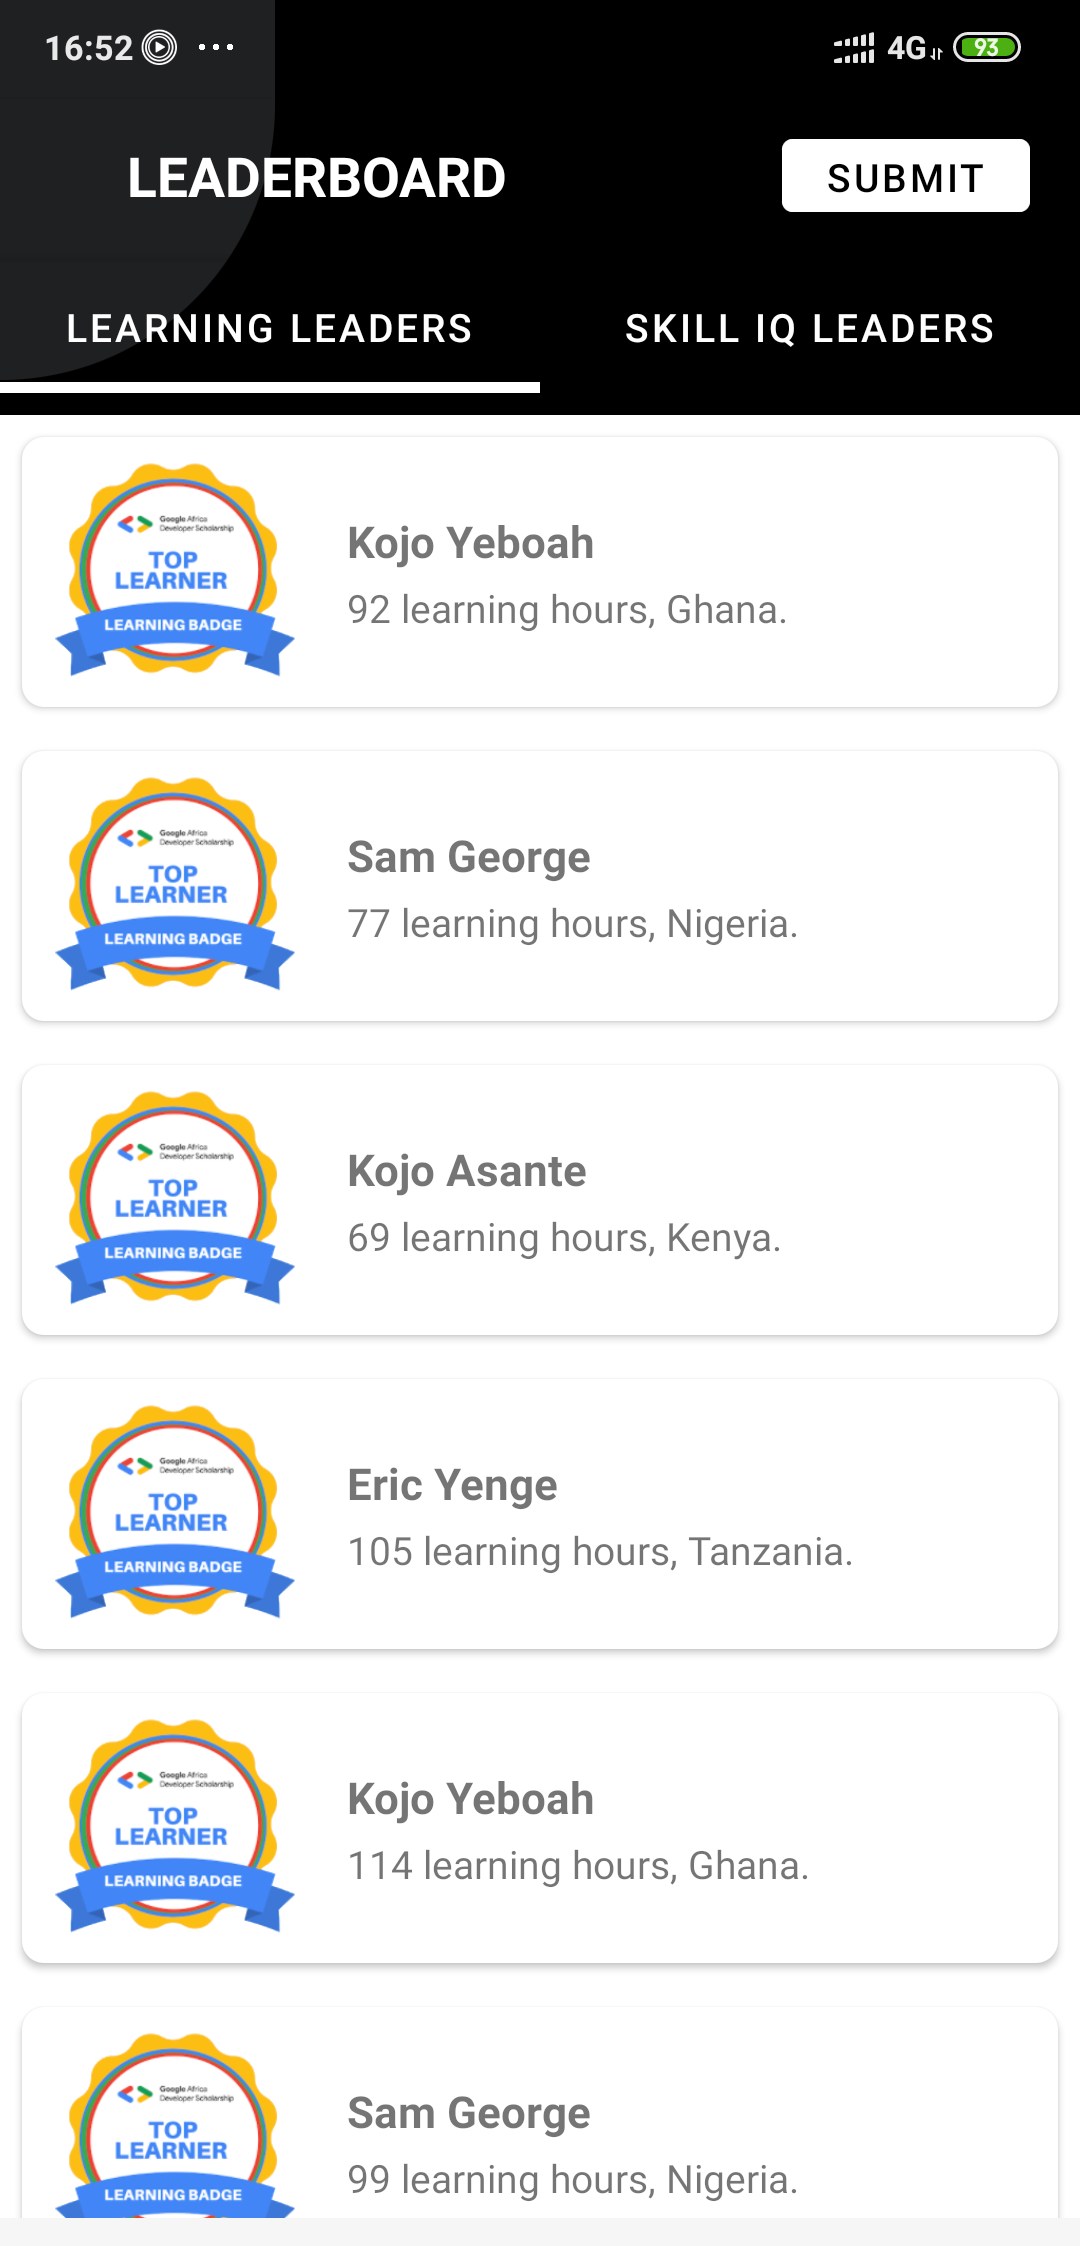 16:52
4G
93
LEADERBOARD
SUBMIT
LEARNING LEADERS
SKILL IQ LEADERS
Google Africa
Developer Scholarship
TOP
LEARNER
LEARNING BADGE
Kojo Yeboah
92 learning hours, Ghana.
Google Africa
Developer Scholarship
TOP
LEARNER
LEARNING BADGE
Sam George
77 learning hours, Nigeria.
Google Africa
Developer Scholarship
TOP
LEARNER
LEARNING BADGE
Kojo Asante
69 learning hours, Kenya.
Google Africa
Developer Scholarship
TOP
LEARNER
LEARNING BADGE
Eric Yenge
105 learning hours, Tanzania.
Google Africa
Developer Scholarship
TOP
LEARNER
LEARNING BADGE
Kojo Yeboah
114 learning hours, Ghana.
Google Africa
Developer Scholarship
TOP
LEARNER
LEARNING BADGE
Sam George
99 learning hours, Nigeria.